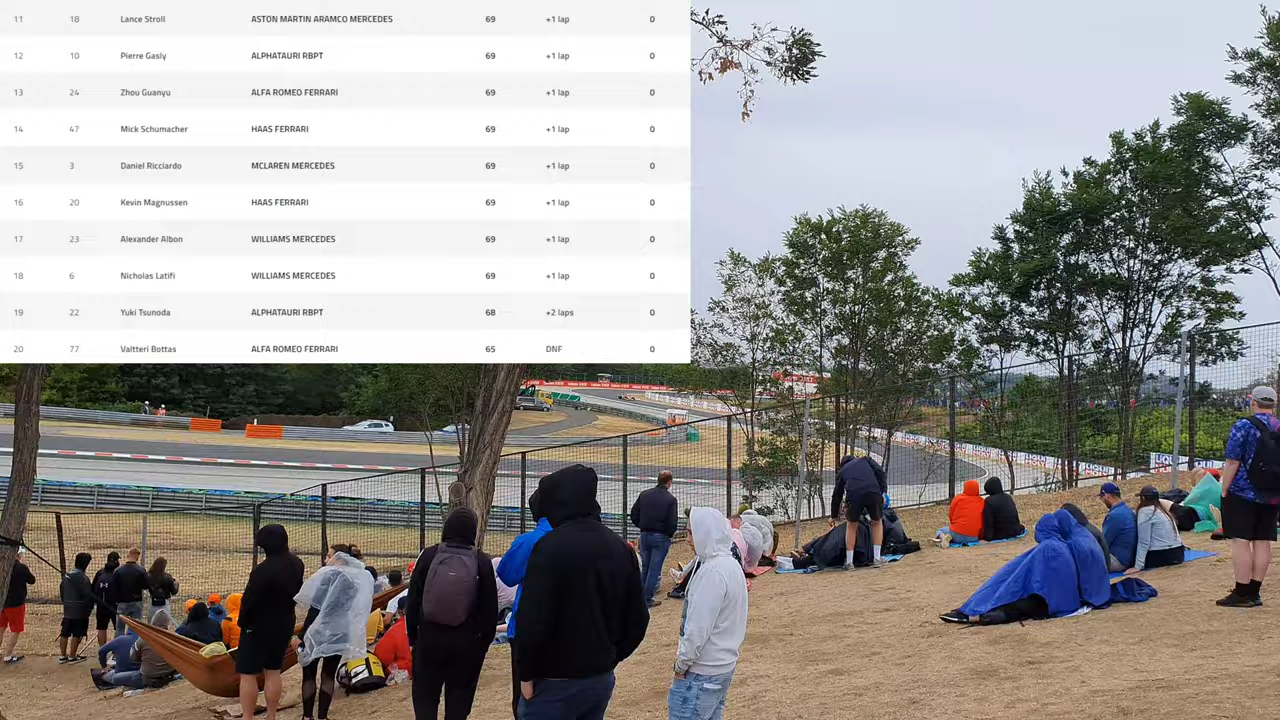 11 18 Lance Stroll ASTON MARTIN ARAMCO MERCEDES 69 +1 lap 0
12 10 Pierre Gasly ALPHATAURI RBPT 69 +1 lap 0
13 24 Zhou Guanyu ALFA ROMEO FERRARI 69 +1 lap 0
14 47 Mick Schumacher HAAS FERRARI 69 +1 lap 0
15 3 Daniel Ricciardo MCLAREN MERCEDES 69 +1 lap 0
16 20 Kevin Magnussen HAAS FERRARI 69 +1 lap 0
17 23 Alexander Albon WILLIAMS MERCEDES 69 +1 lap 0
18 6 Nicholas Latifi WILLIAMS MERCEDES 69 +1 lap 0
19 22 Yuki Tsunoda ALPHATAURI RBPT 68 +2 laps 0
20 77 Valtteri Bottas ALFA ROMEO FERRARI 65 DNF 0